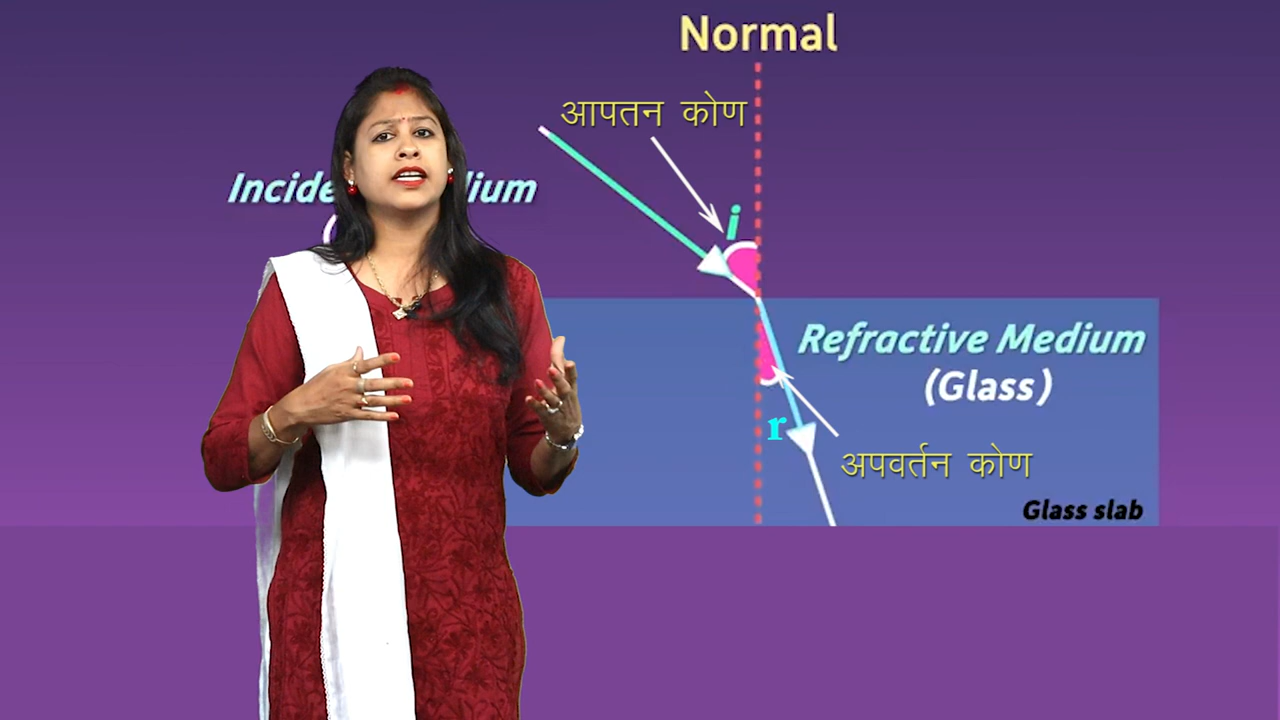 Normal
आपतन कोण
i
Refractive Medium
(Glass)
r
अपवर्तन कोण
Glass slab